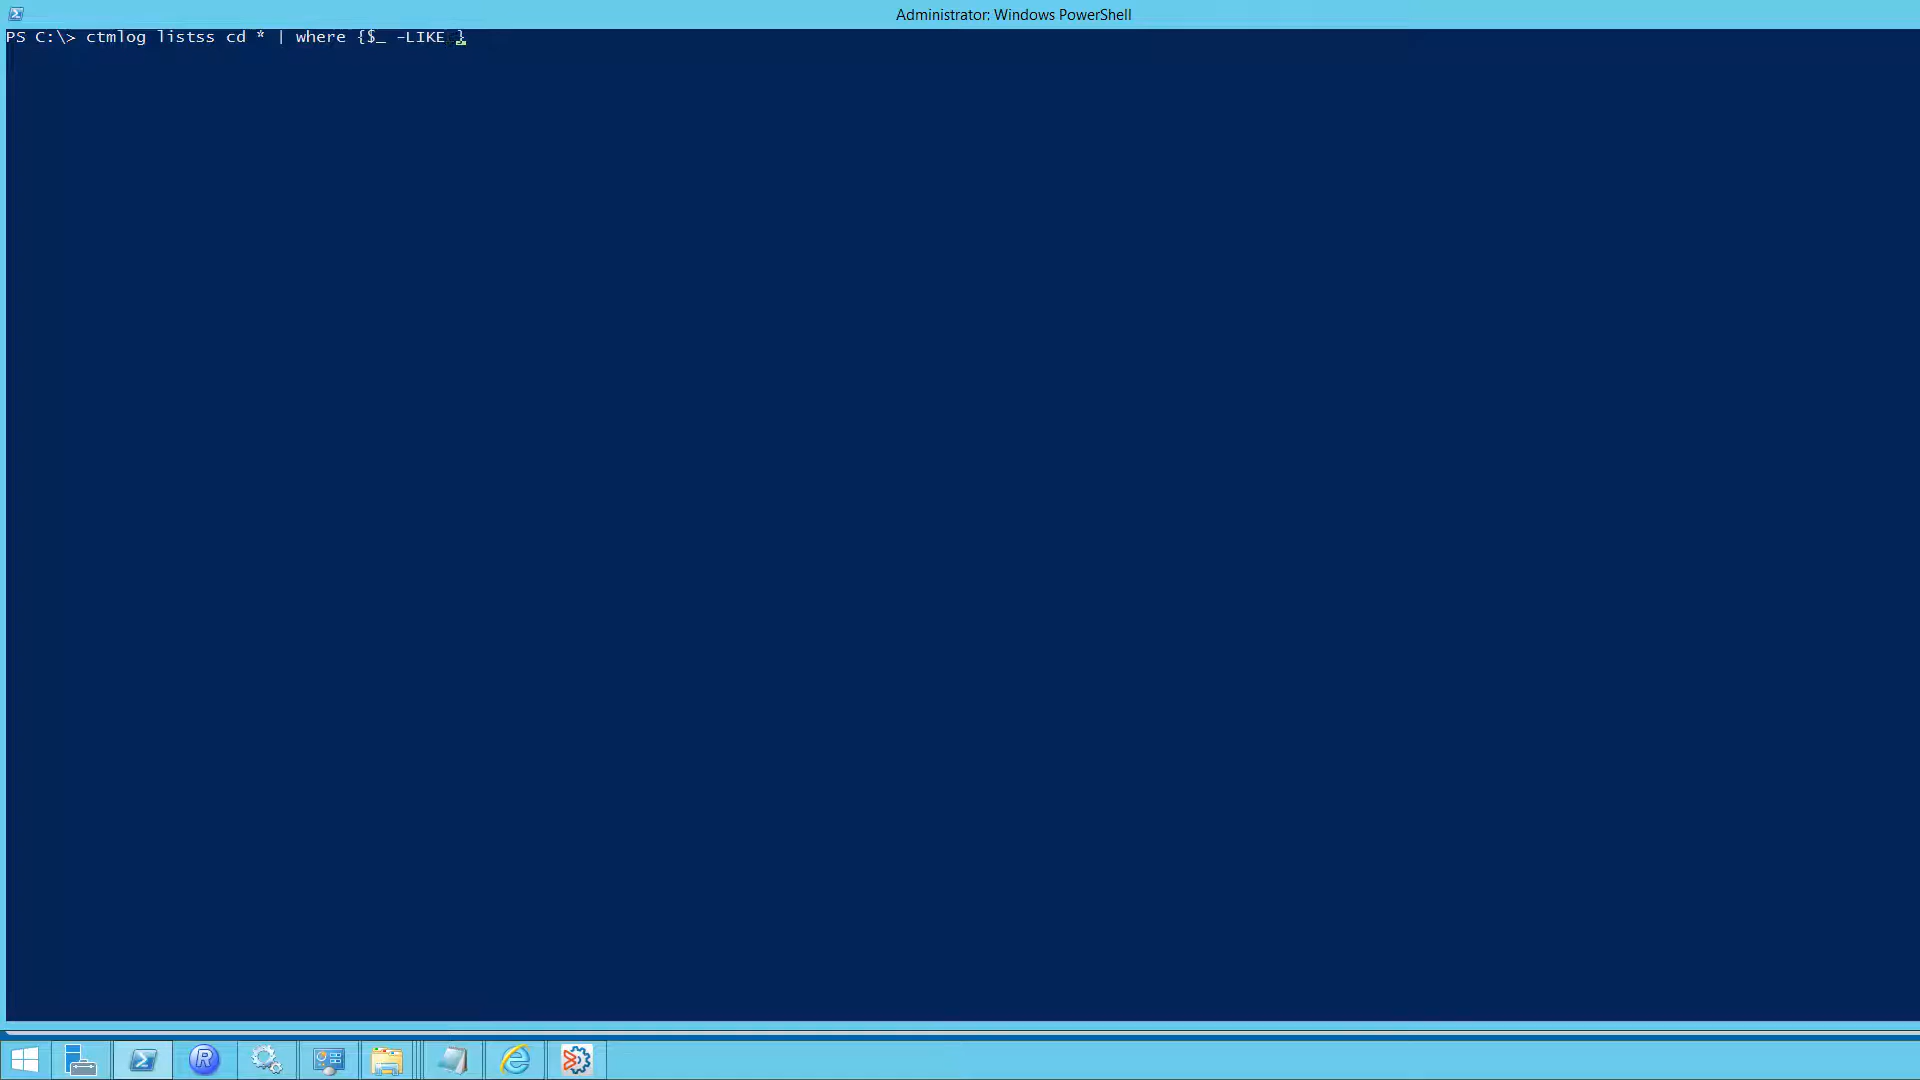 Administrator: Windows PowerShell
PS C:\> ctmlog listss cd * | where {$_ -LIKE }
R